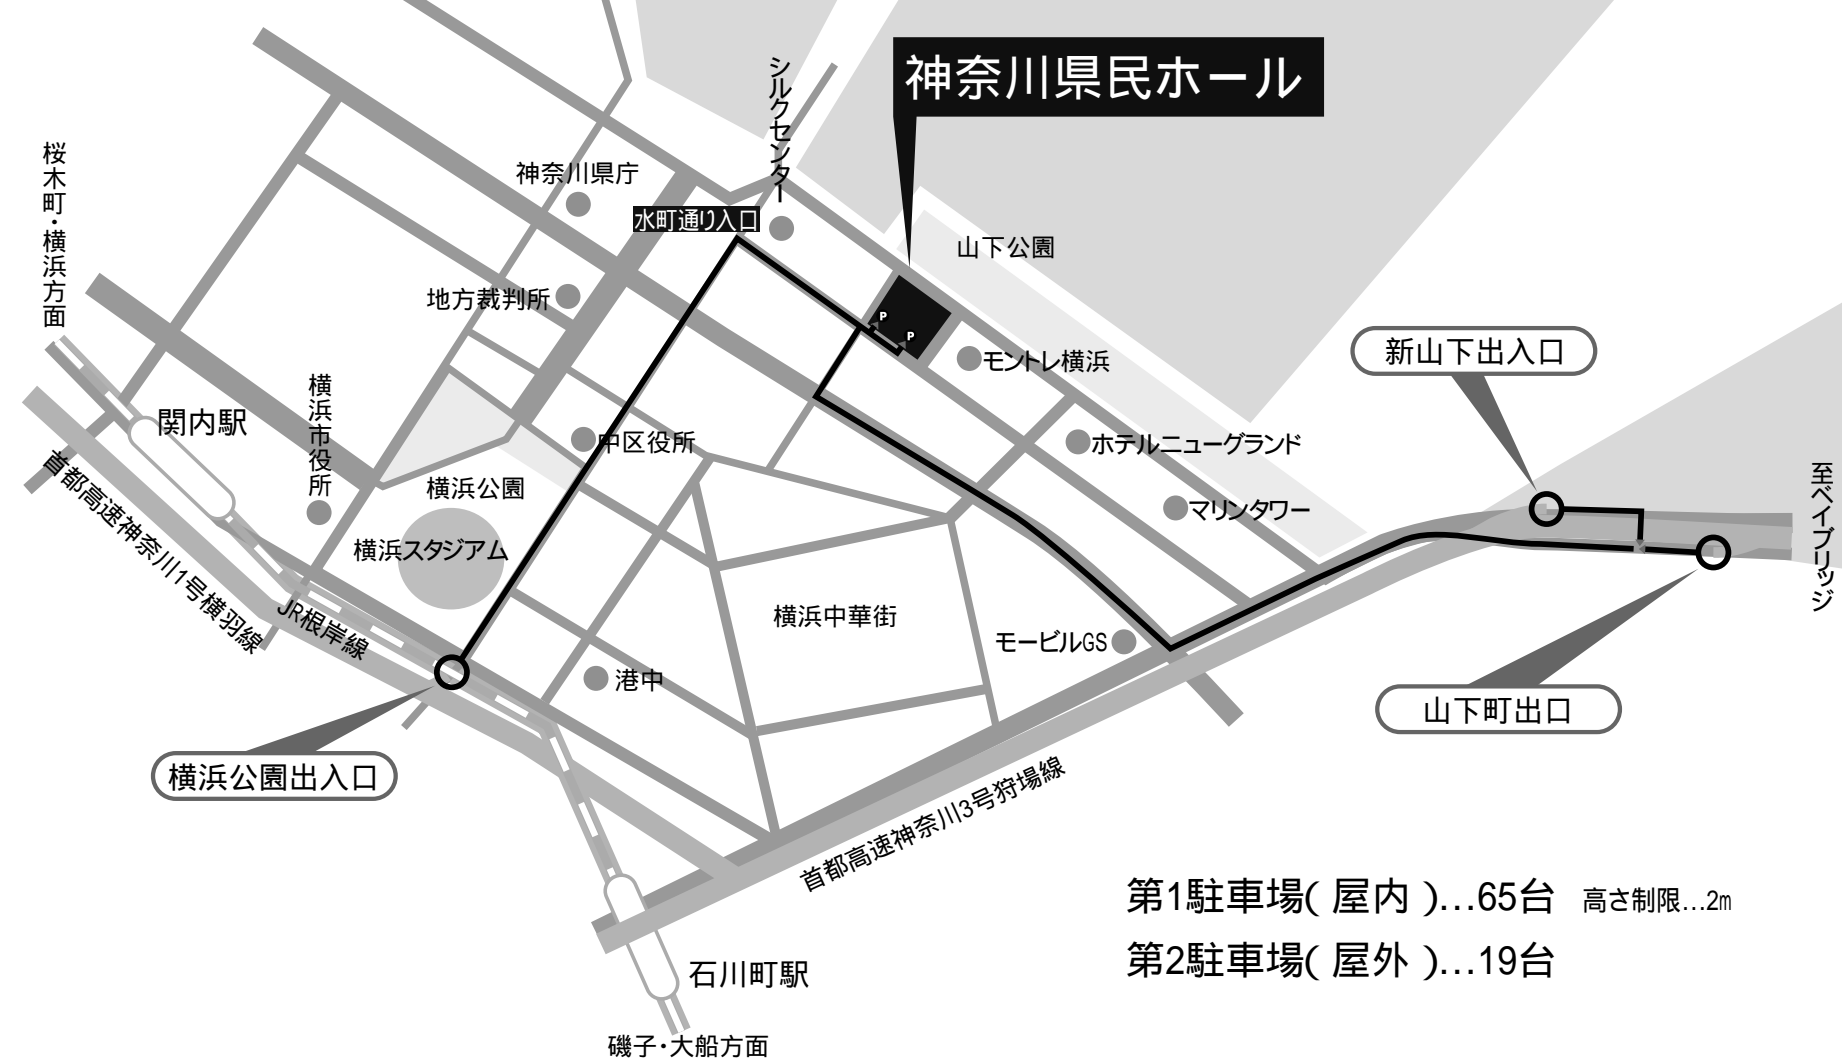 神奈川県民ホール
シルクセンター
桜木町・横浜方面
神奈川県庁
水町通り入口
山下公園
地方裁判所
P
P
モントレ横浜
新山下出入口
関内駅
横浜市役所
中区役所
ホテルニューグランド
横浜公園
マリンタワー
至ベイブリッジ
首都高速神奈川1号横羽線
横浜スタジアム
JR根岸線
横浜中華街
モービルGS
港中
山下町出口
横浜公園出入口
首都高速神奈川3号狩場線
第1駐車場(屋内)…65台 高さ制限…2m
第2駐車場(屋外)…19台
石川町駅
磯子・大船方面